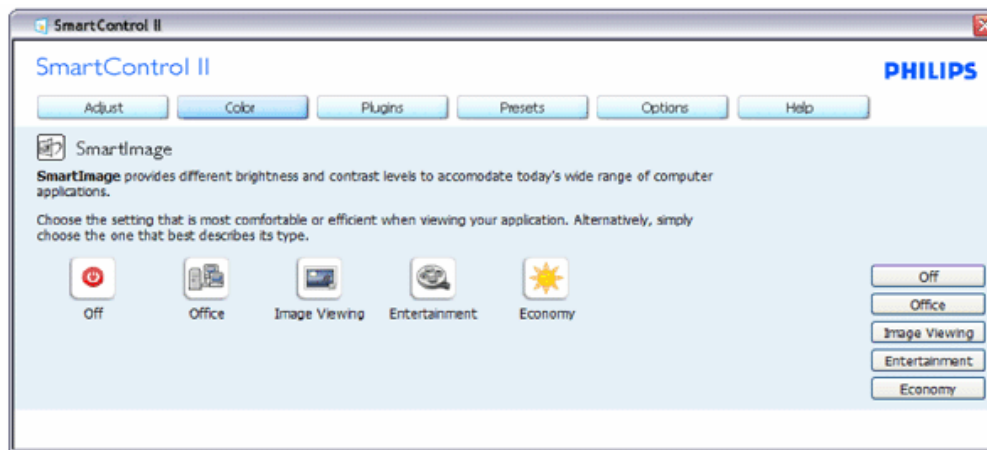 SmartControl II
SmartControl II
PHILIPS
Adjust Color Plugins Presets Options Help
SmartImage
SmartImage provides different brightness and contrast levels to accomodate today's wide range of computer
applications.
Choose the setting that is most comfortable or efficient when viewing your application. Alternatively, simply
choose the one that best describes its type.
Off Office Image Viewing Entertainment Economy
Off
Office
Image Viewing
Entertainment
Economy